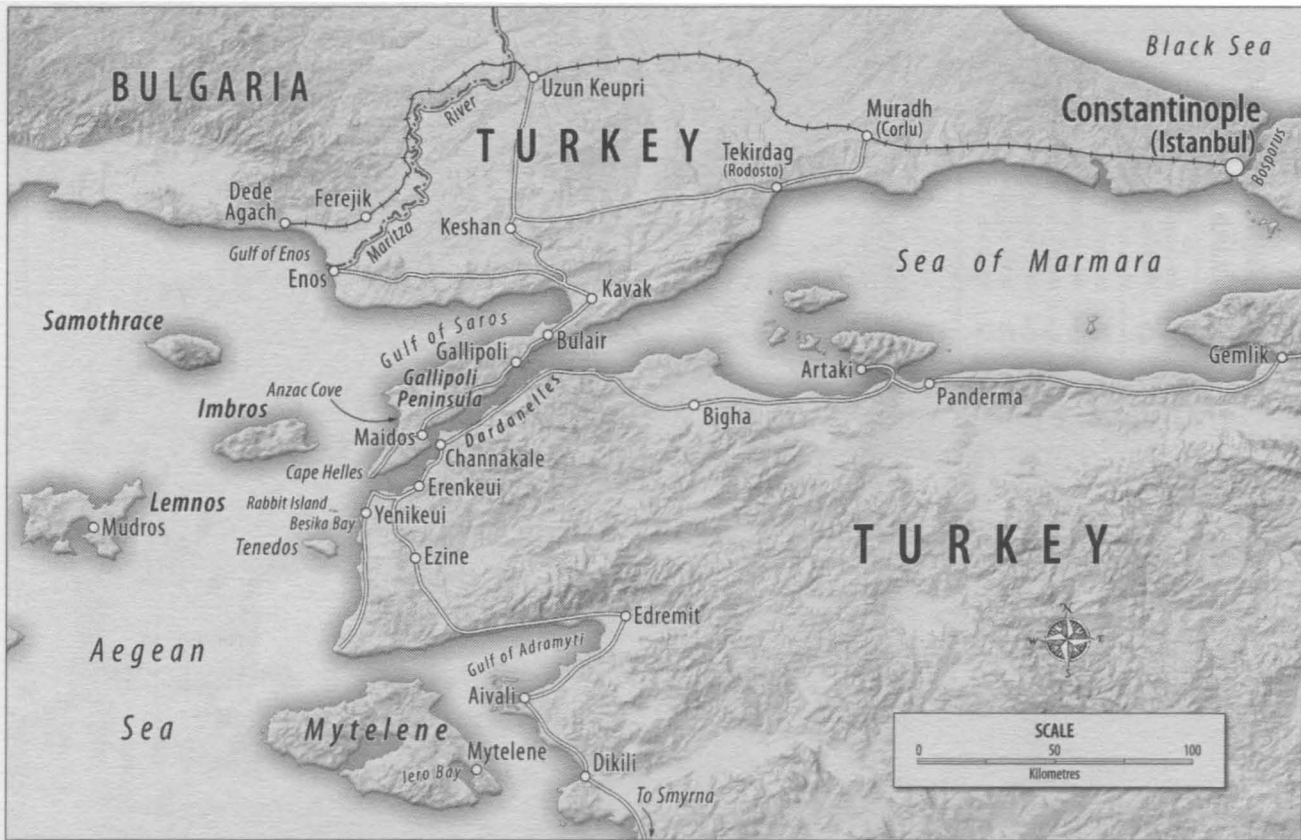 Black Sea
BULGARIA
Uzun Keupri
River
Constantinople
(Istanbul)
Muradh
(Corlu)
TURKEY
Tekirdag
(Rodosto)
Bosporus
Dede
Agach
Ferejik
Maritza
Keshan
Gulf of Enos
Enos
Sea of Marmara
Kavak
Samothrace
Gulf of Saros
Bulair
Gallipoli
Gemlik
Artaki
Gallipoli
Peninsula
Anzac Cove
Panderma
Imbros
Dardanelles
Bigha
Maidos
Channakale
Cape Helles
Erenkeui
Lemnos
Rabbit Island
Mudros
Besika Bay
Yenikeui
Tenedos
TURKEY
Ezine
Edremit
N
W
E
S
Aegean
Sea
Gulf of Adramyti
Aivali
Mytelene
SCALE
0
50
100
Kilometres
Mytelene
Iero Bay
Dikili
To Smyrna